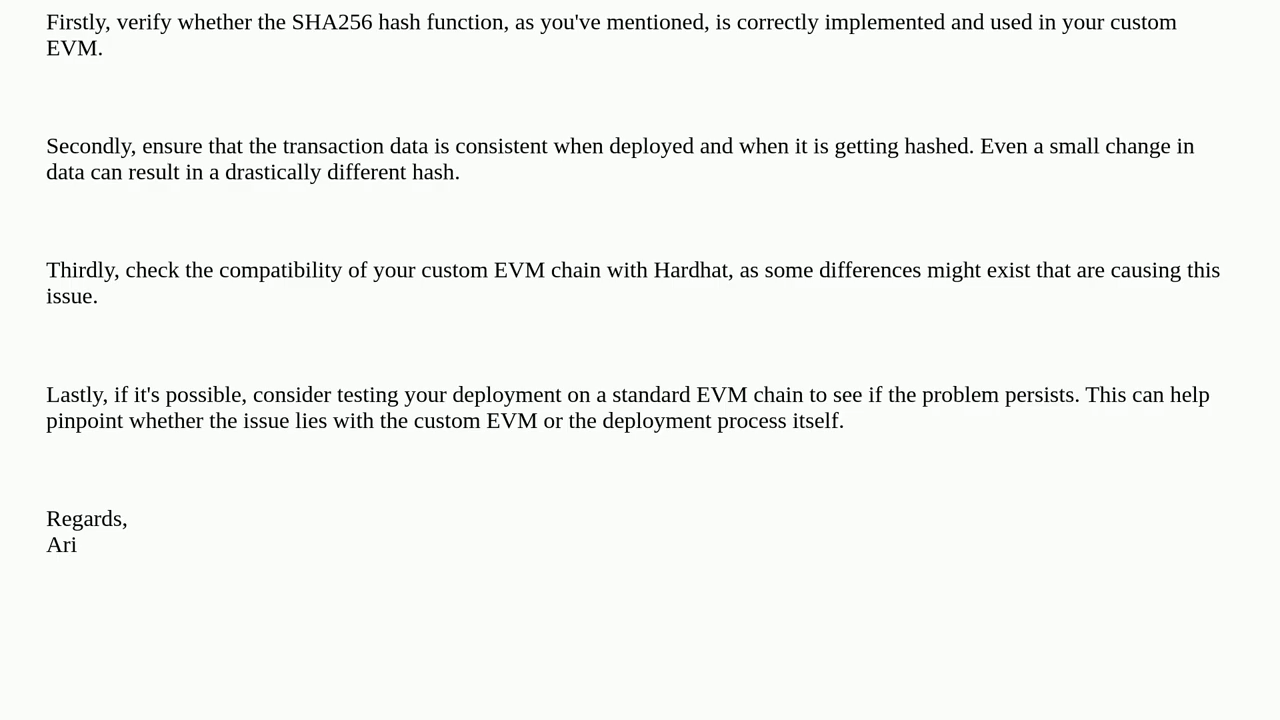 Firstly, verify whether the SHA256 hash function, as you've mentioned, is correctly implemented and used in your custom
EVM.
Secondly, ensure that the transaction data is consistent when deployed and when it is getting hashed. Even a small change in
data can result in a drastically different hash.
Thirdly, check the compatibility of your custom EVM chain with Hardhat, as some differences might exist that are causing this
issue.
Lastly, if it's possible, consider testing your deployment on a standard EVM chain to see if the problem persists. This can help
pinpoint whether the issue lies with the custom EVM or the deployment process itself.
Regards,
Ari